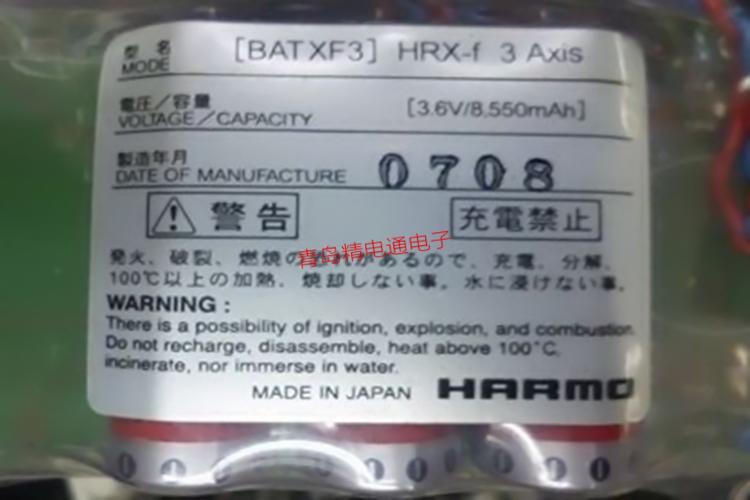 型名
MODE [BATXF3] HRX-f 3 Axis
電圧/容量
VOLTAGE/CAPACITY [3.6V/8,550mAh]
製造年月
DATE OF MANUFACTURE 0708
警告 充電禁止
青岛精电通电子
発火、破裂、燃焼の があるので、充電、分解、
100℃以上の加熱、焼却しない事。水に浸けない事。
WARNING :
There is a possibility of ignition, explosion, and combustion.
Do not recharge, disassemble, heat above 100°C,
incinerate, nor immerse in water.
MADE IN JAPAN HARMO